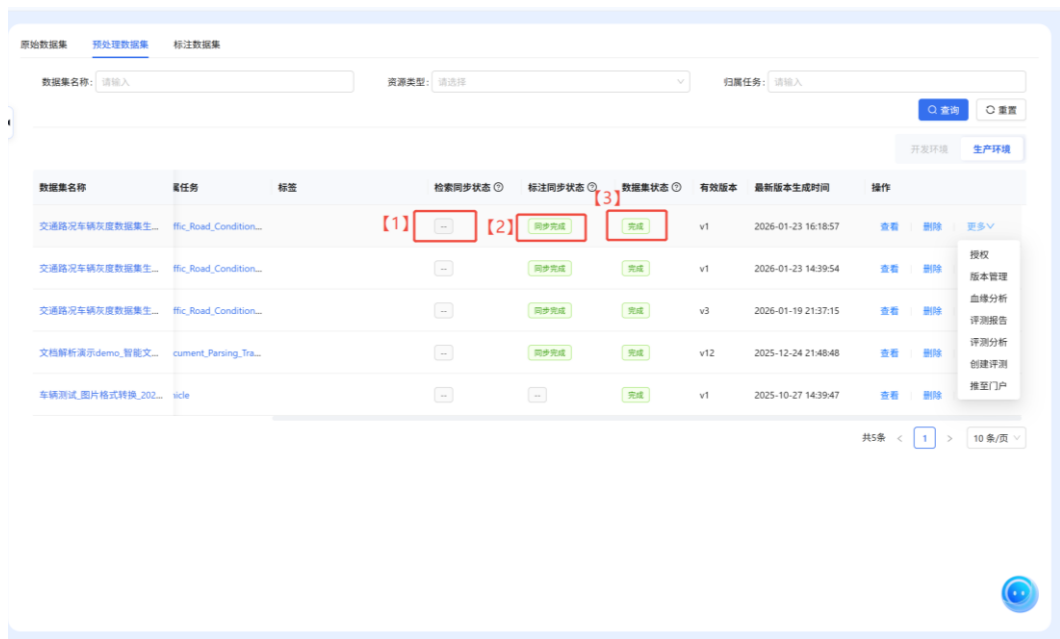 原始数据集 预处理数据集 标注数据集
数据集名称: 请输入 资源类型: 请选择 归属任务: 请输入
查询 重置
开发环境 生产环境
数据集名称 属任务 标签 检索同步状态 标注同步状态 数据集状态 有效版本 最新版本生成时间 操作
【1】 【2】 【3】
交通路况车辆灰度数据集生... ffic_Road_Condition... -- 同步完成 完成 v1 2026-01-23 16:18:57 查看 删除 更多
交通路况车辆灰度数据集生... ffic_Road_Condition... -- 同步完成 完成 v1 2026-01-23 14:39:54 查看 删除
交通路况车辆灰度数据集生... ffic_Road_Condition... -- 同步完成 完成 v3 2026-01-19 21:37:15 查看 删除
文档解析演示demo_智能文... cument_Parsing_Tra... -- 同步完成 完成 v12 2025-12-24 21:48:48 查看 删除
车辆测试_图片格式转换_202... hicle -- -- 完成 v1 2025-10-27 14:39:47 查看 删除
授权
版本管理
血缘分析
评测报告
评测分析
创建评测
推至门户
共5条 < 1 > 10 条/页